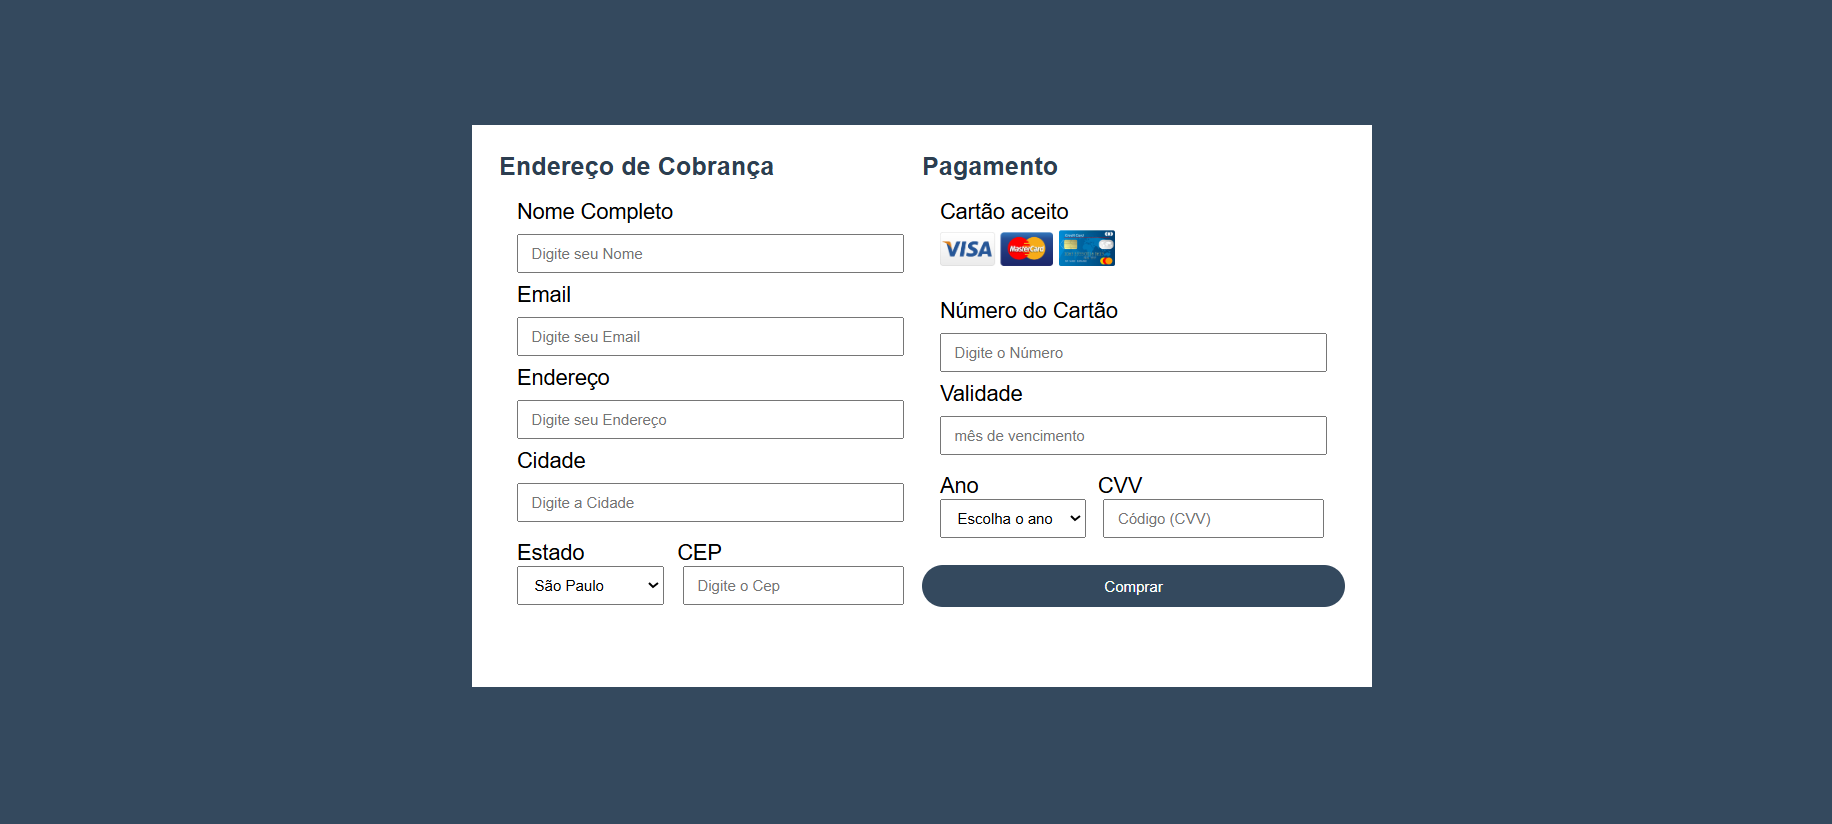 Endereço de Cobrança
Nome Completo
Digite seu Nome
Email
Digite seu Email
Endereço
Digite seu Endereço
Cidade
Digite a Cidade
Estado CEP
São Paulo Digite o Cep
Pagamento
Cartão aceito
VISA MasterCard
Número do Cartão
Digite o Número
Validade
mês de vencimento
Ano CVV
Escolha o ano Código (CVV)
Comprar